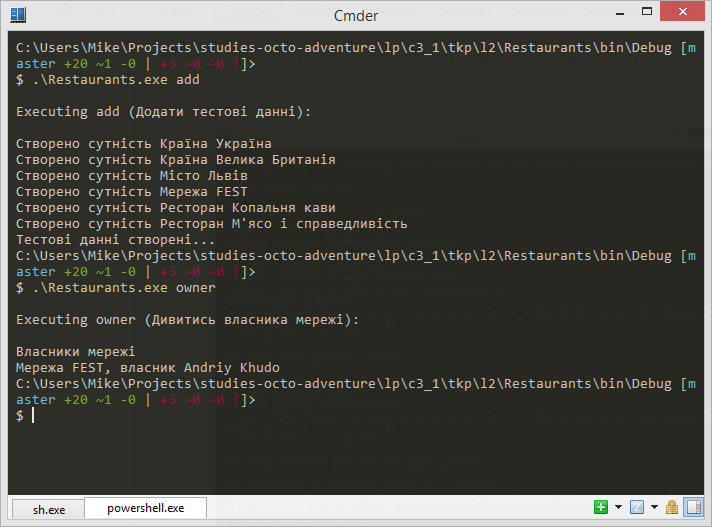 Cmder
C:\Users\Mike\Projects\studies-octo-adventure\lp\c3_1\tkp\l2\Restaurants\bin\Debug [m
aster +20 ~1 -0 | +3 ~0 -0 !]>
$ .\Restaurants.exe add
Executing add (Додати тестові данні):
Створено сутність Країна Україна
Створено сутність Країна Велика Британія
Створено сутність Місто Львів
Створено сутність Мережа FEST
Створено сутність Ресторан Копальня кави
Створено сутність Ресторан М'ясо і справедливість
Тестові данні створені...
C:\Users\Mike\Projects\studies-octo-adventure\lp\c3_1\tkp\l2\Restaurants\bin\Debug [m
aster +20 ~1 -0 | +3 ~0 -0 !]>
$ .\Restaurants.exe owner
Executing owner (Дивитись власника мережі):
Власники мережі
Мережа FEST, власник Andriy Khudo
C:\Users\Mike\Projects\studies-octo-adventure\lp\c3_1\tkp\l2\Restaurants\bin\Debug [m
aster +20 ~1 -0 | +3 ~0 -0 !]>
$
sh.exe powershell.exe